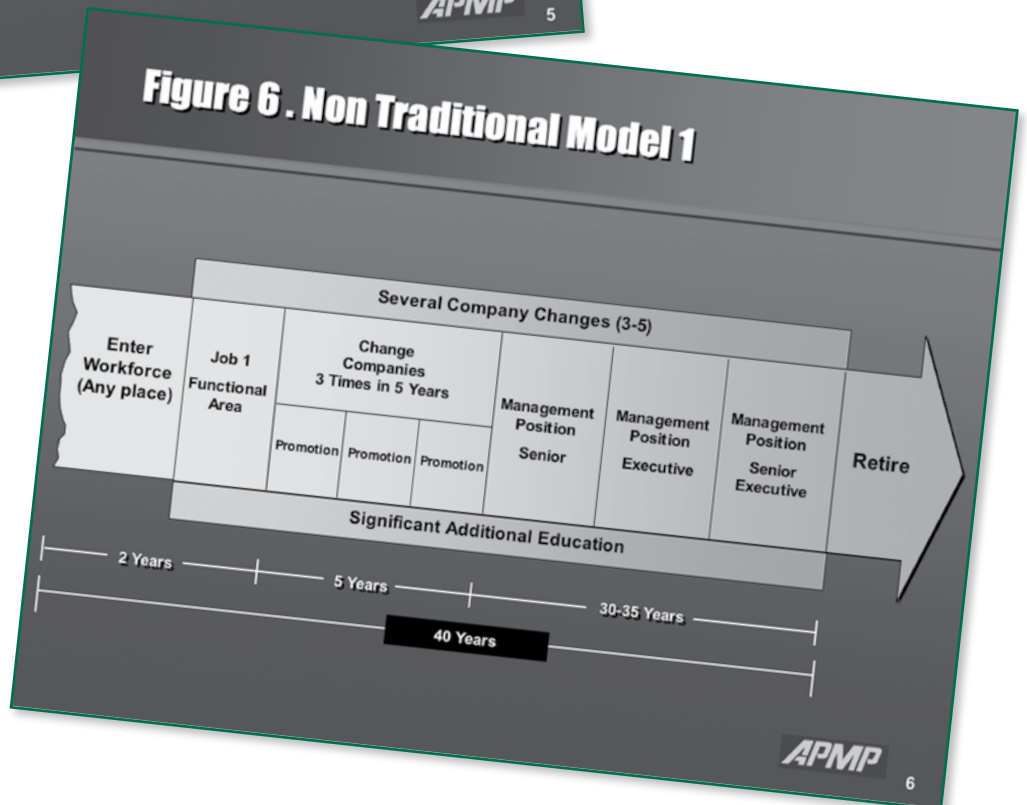 APMP
5
Figure 6 . Non Traditional Model 1
Several Company Changes (3-5)
Enter
Workforce
(Any place)
Job 1
Functional
Area
Change
Companies
3 Times in 5 Years
Promotion
Promotion
Promotion
Management
Position
Senior
Management
Position
Executive
Management
Position
Senior
Executive
Retire
Significant Additional Education
2 Years
5 Years
30-35 Years
40 Years
APMP
6